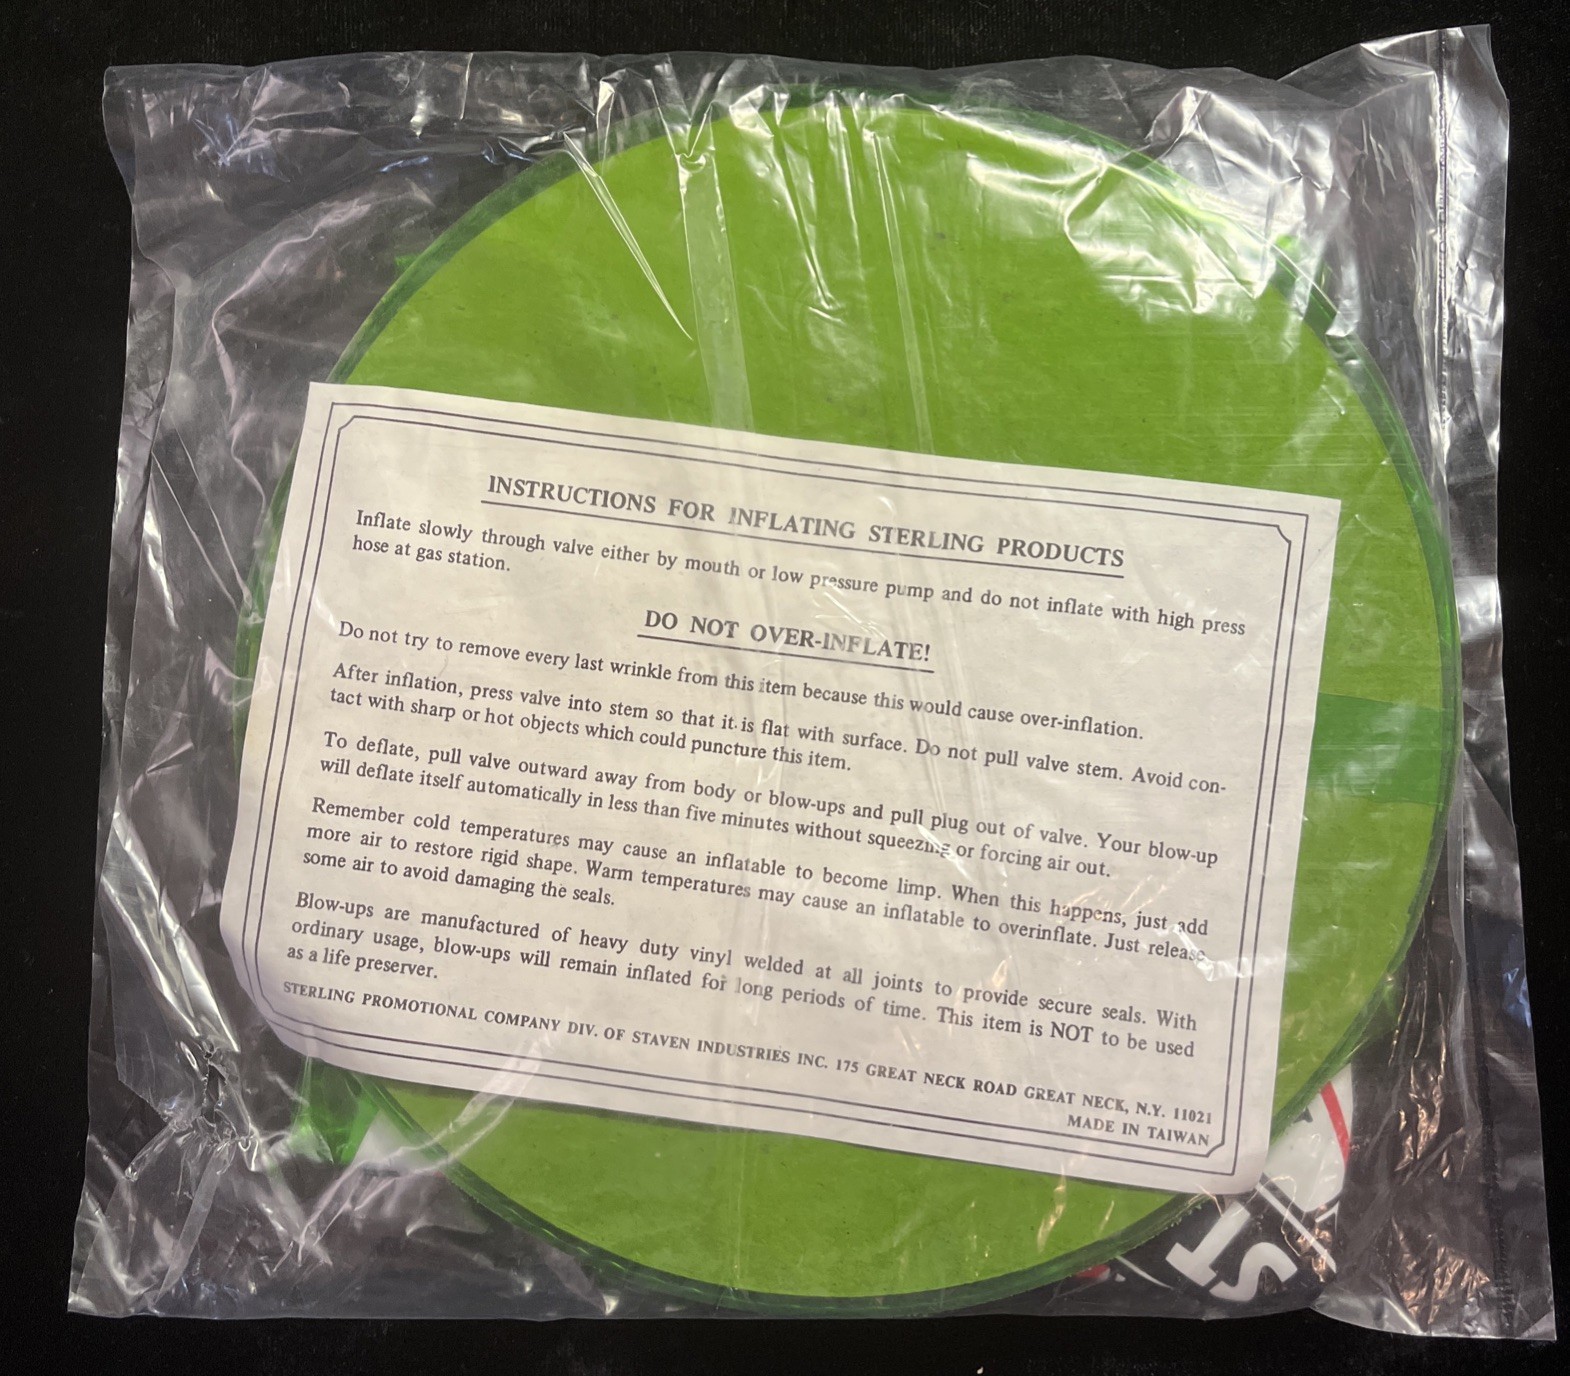 INSTRUCTIONS FOR INFLATING STERLING PRODUCTS
Inflate slowly through valve either by mouth or low pressure pump and do not inflate with high press
hose at gas station.
DO NOT OVER-INFLATE!
Do not try to remove every last wrinkle from this item because this would cause over-inflation.
After inflation, press valve into stem so that it is flat with surface. Do not pull valve stem. Avoid con-
tact with sharp or hot objects which could puncture this item.
To deflate, pull valve outward away from body or blow-ups and pull plug out of valve. Your blow-up
will deflate itself automatically in less than five minutes without squeezing or forcing air out.
Remember cold temperatures may cause an inflatable to become limp. When this happens, just add
more air to restore rigid shape. Warm temperatures may cause an inflatable to overinflate. Just release
some air to avoid damaging the seals.
Blow-ups are manufactured of heavy duty vinyl welded at all joints to provide secure seals. With
ordinary usage, blow-ups will remain inflated for long periods of time. This item is NOT to be used
as a life preserver.
STERLING PROMOTIONAL COMPANY DIV. OF STAVEN INDUSTRIES INC. 175 GREAT NECK ROAD GREAT NECK, N.Y. 11021
MADE IN TAIWAN
ST